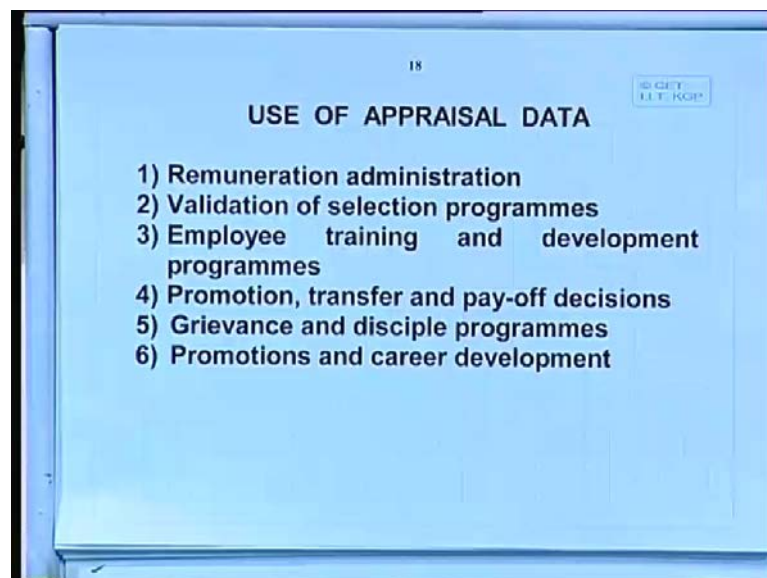 18
© CET
I.I.T. KGP
USE OF APPRAISAL DATA
1) Remuneration administration
2) Validation of selection programmes
3) Employee training and development
programmes
4) Promotion, transfer and pay-off decisions
5) Grievance and disciple programmes
6) Promotions and career development